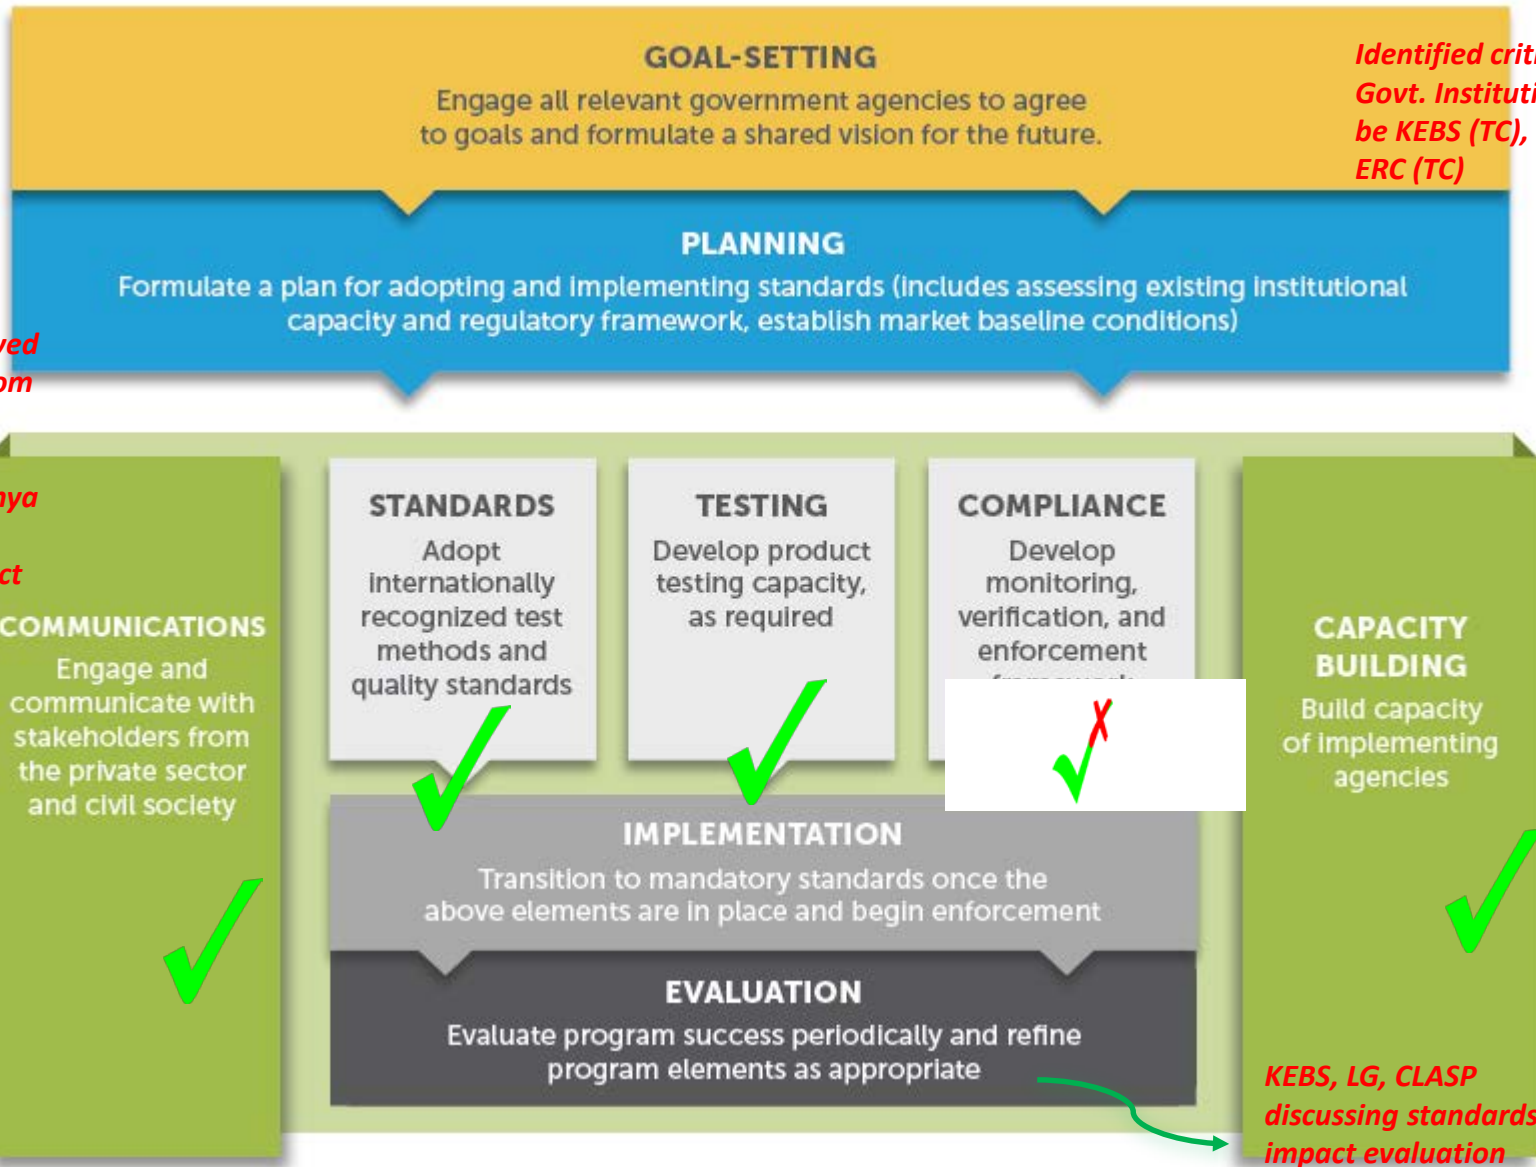 GOAL-SETTING
Engage all relevant government agencies to agree
to goals and formulate a shared vision for the future.
Identified
Govt.
be KEBS (TC),
ERC (TC)
PLANNING
Formulate a plan for adopting and implementing standards (includes assessing existing institutional
capacity and regulatory framework, establish market baseline conditions)
COMMUNICATIONS
Engage and
communicate with
stakeholders from
the private sector
and civil society
STANDARDS
Adopt
internationally
recognized test
methods and
quality standards
TESTING
Develop product
testing capacity,
as required
COMPLIANCE
Develop
monitoring,
verification, and
enforcement
CAPACITY
BUILDING
Build capacity
of implementing
agencies
IMPLEMENTATION
Transition to mandatory standards once the
above elements are in place and begin enforcement
EVALUATION
Evaluate program success periodically and refine
program elements as appropriate
KEBS, LG, CLASP
discussing standards
impact evaluation